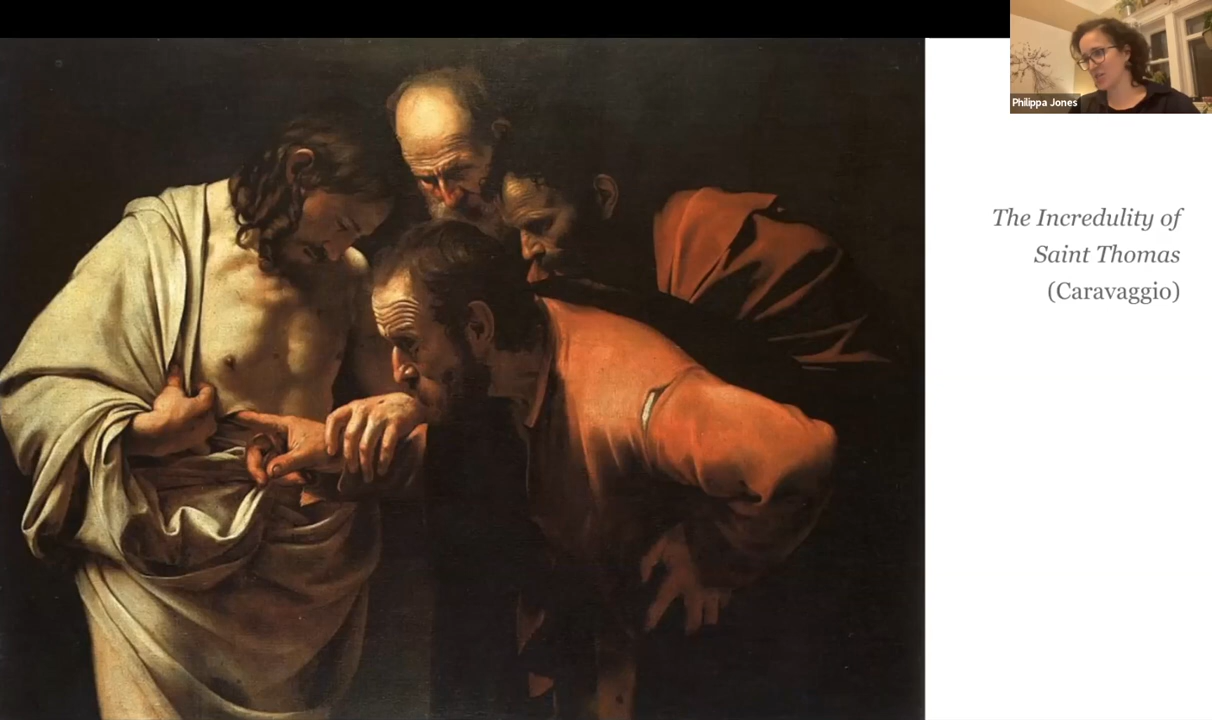 Philippa Jones
The Incredulity of
Saint Thomas
(Caravaggio)